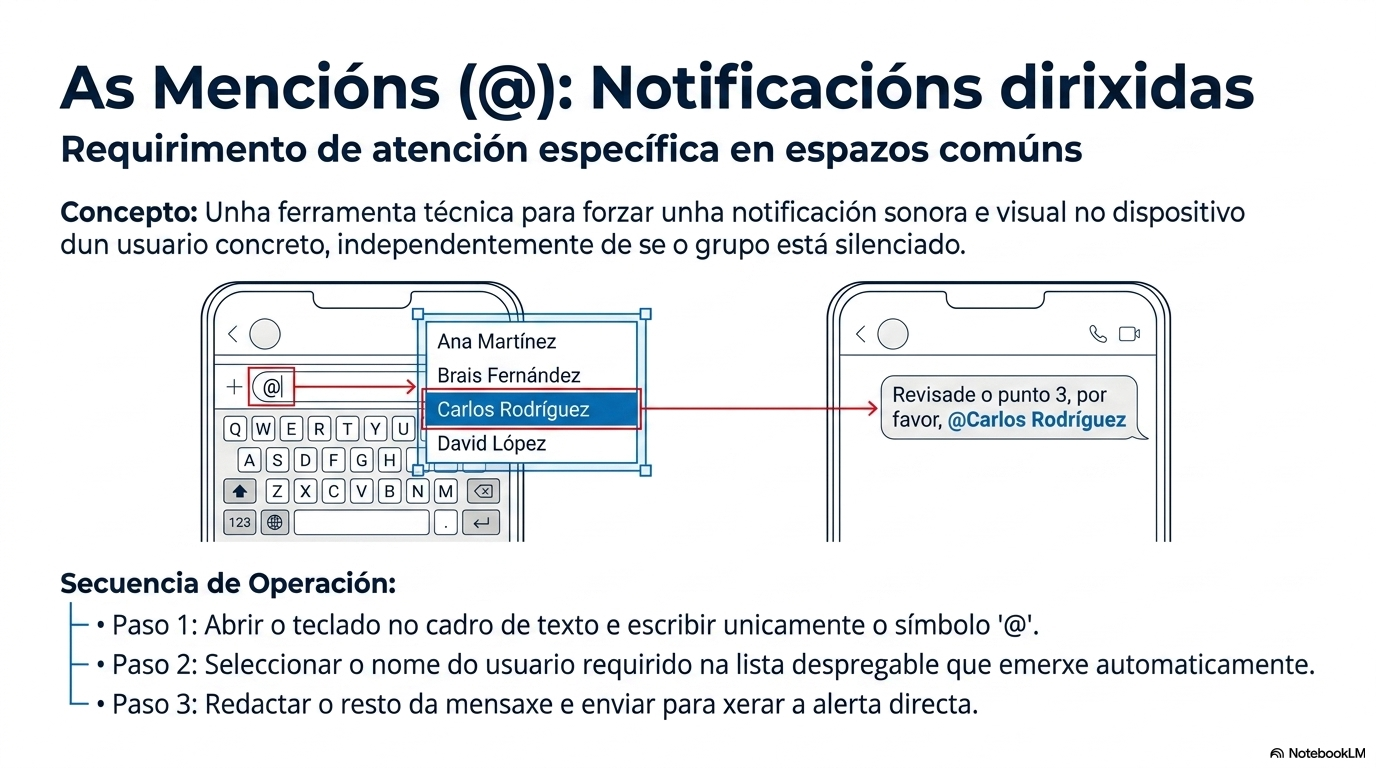 As Mencións (@): Notificacións dirixidas
Requirimento de atención específica en espazos comúns
Concepto: Unha ferramenta técnica para forzar unha notificación sonora e visual no dispositivo
dun usuario concreto, independentemente de se o grupo está silenciado.
@
Ana Martínez
Brais Fernández
Carlos Rodríguez
David López
Q W E R T Y U
A S D F G H
Z X C V B N M
123 .
Revisade o punto 3, por
favor, @Carlos Rodríguez
Secuencia de Operación:
• Paso 1: Abrir o teclado no cadro de texto e escribir unicamente o símbolo '@'.
• Paso 2: Seleccionar o nome do usuario requirido na lista despregable que emerxe automaticamente.
• Paso 3: Redactar o resto da mensaxe e enviar para xerar a alerta directa.
NotebookLM